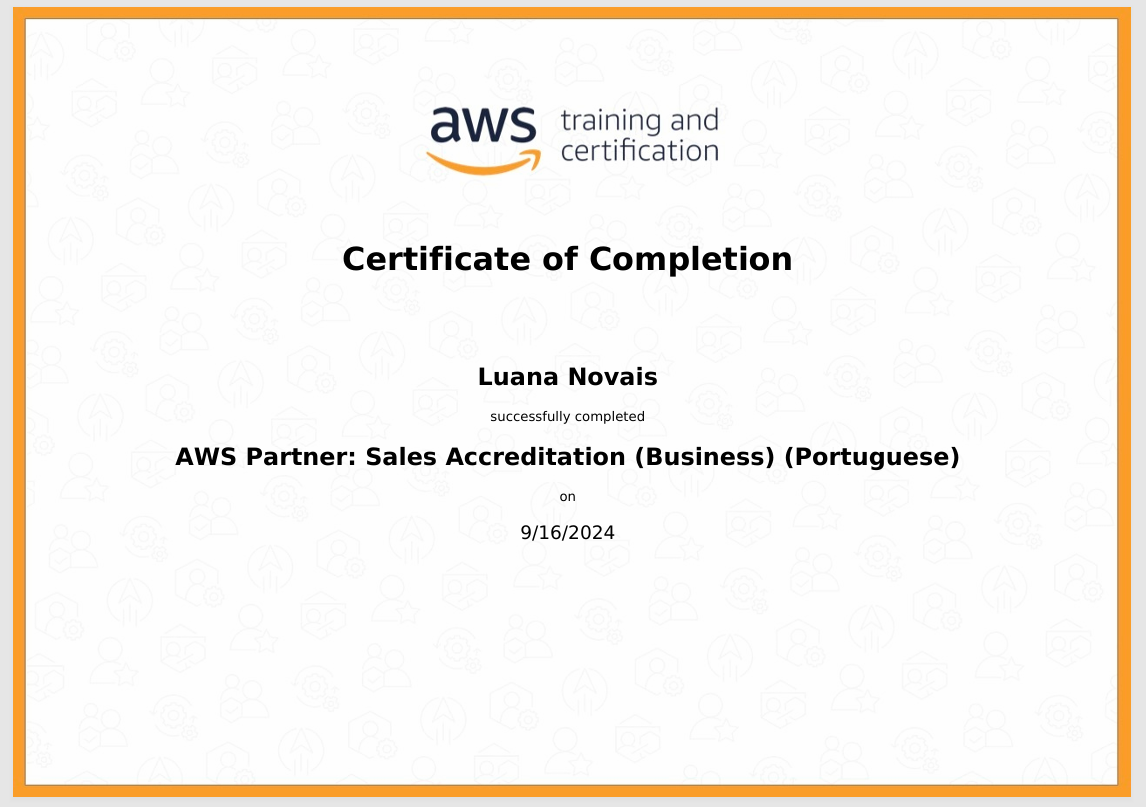 aws training and
certification
Certificate of Completion
Luana Novais
successfully completed
AWS Partner: Sales Accreditation (Business) (Portuguese)
on
9/16/2024